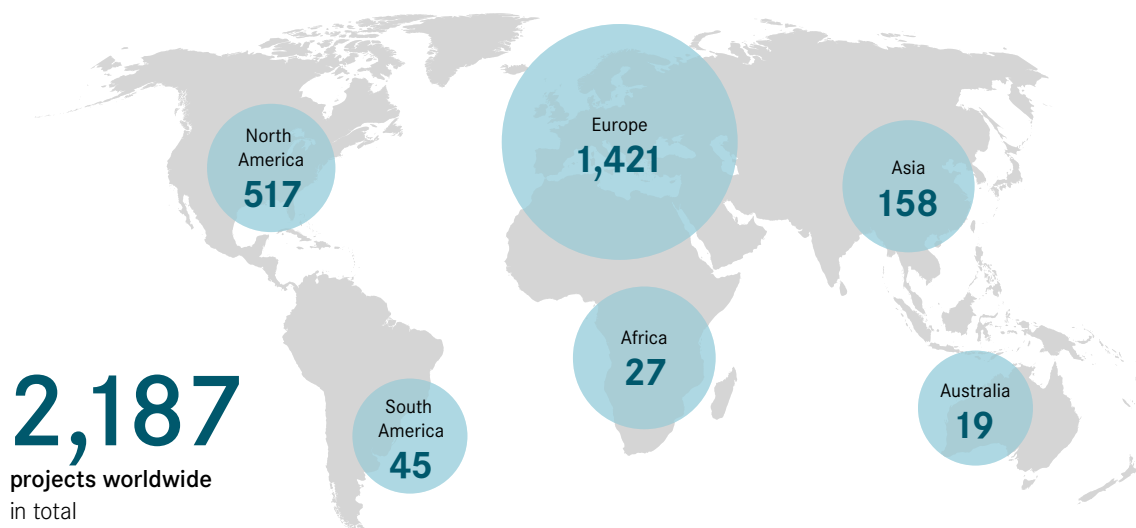 North
America
517
Europe
1,421
Asia
158
Africa
27
South
America
45
Australia
19
2,187
projects worldwide
in total